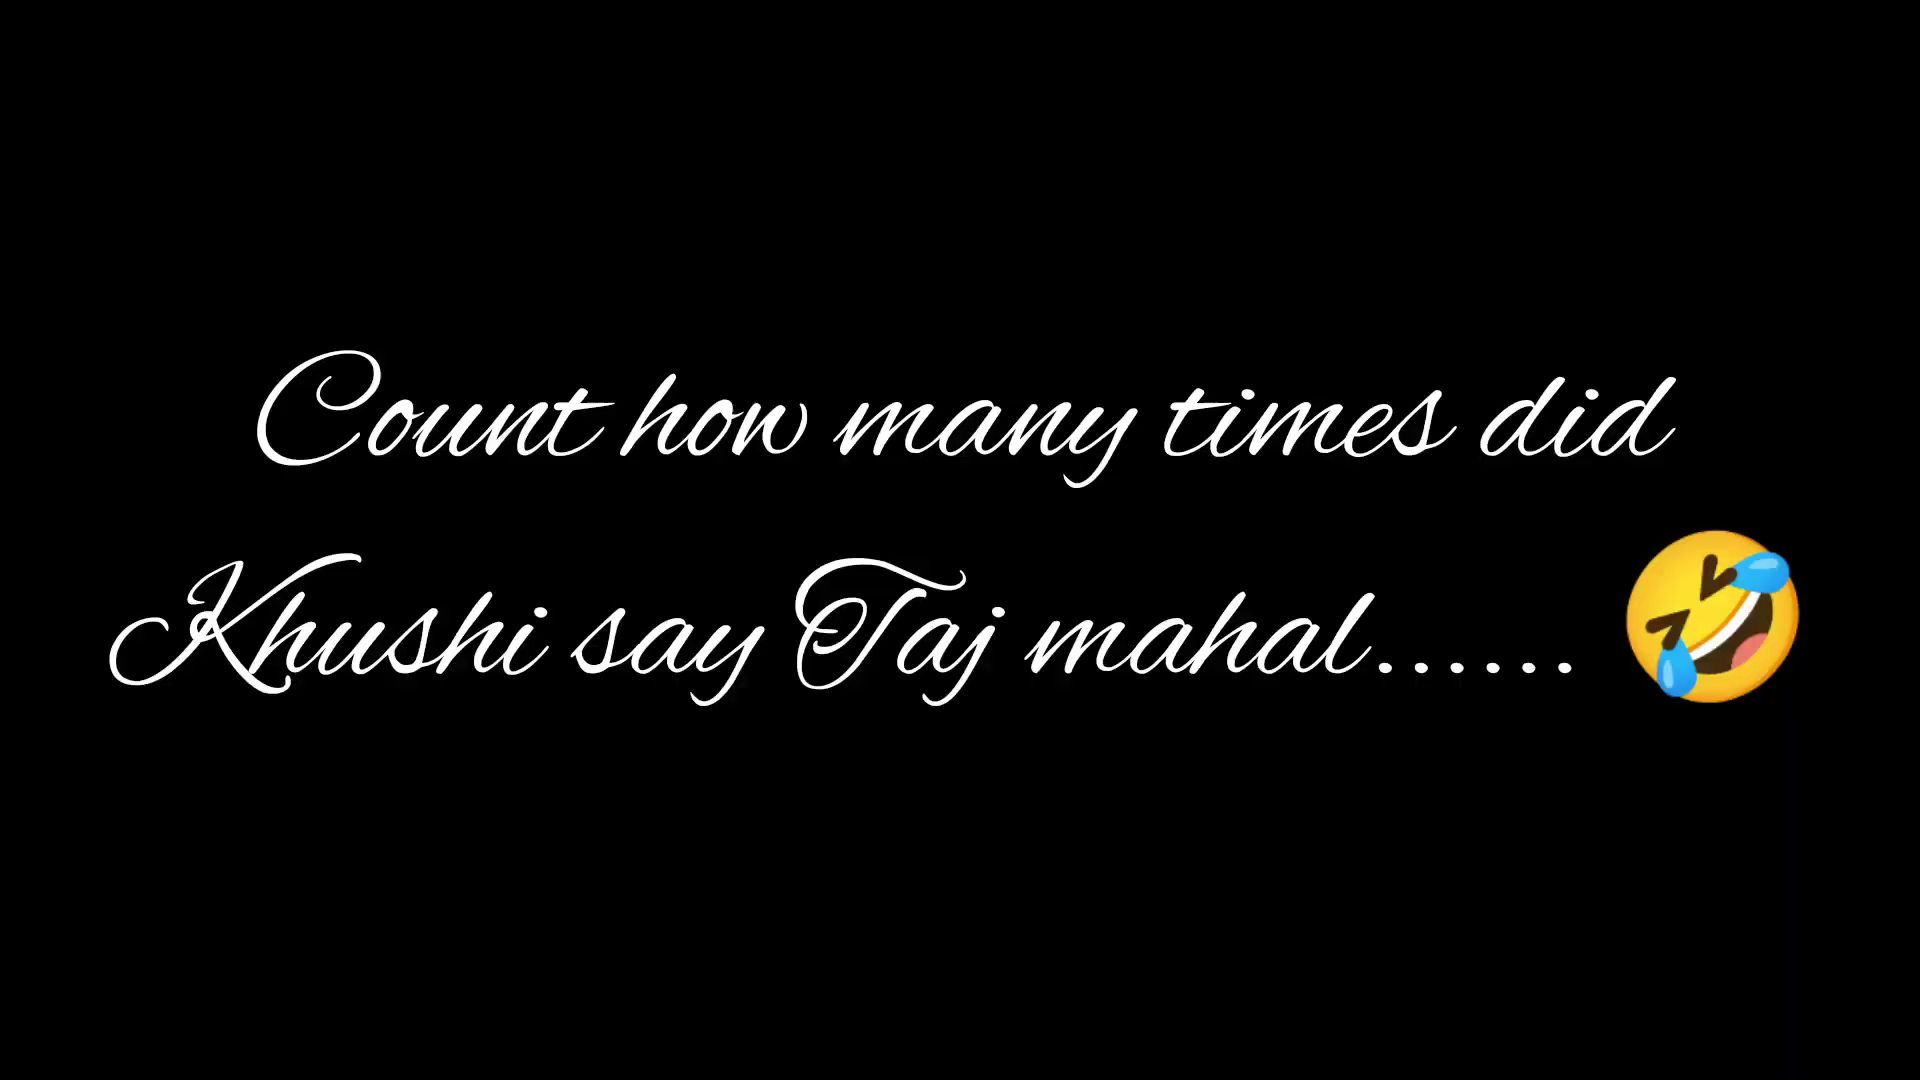 Count how many times did
Khushi say Taj mahal...... 🤣